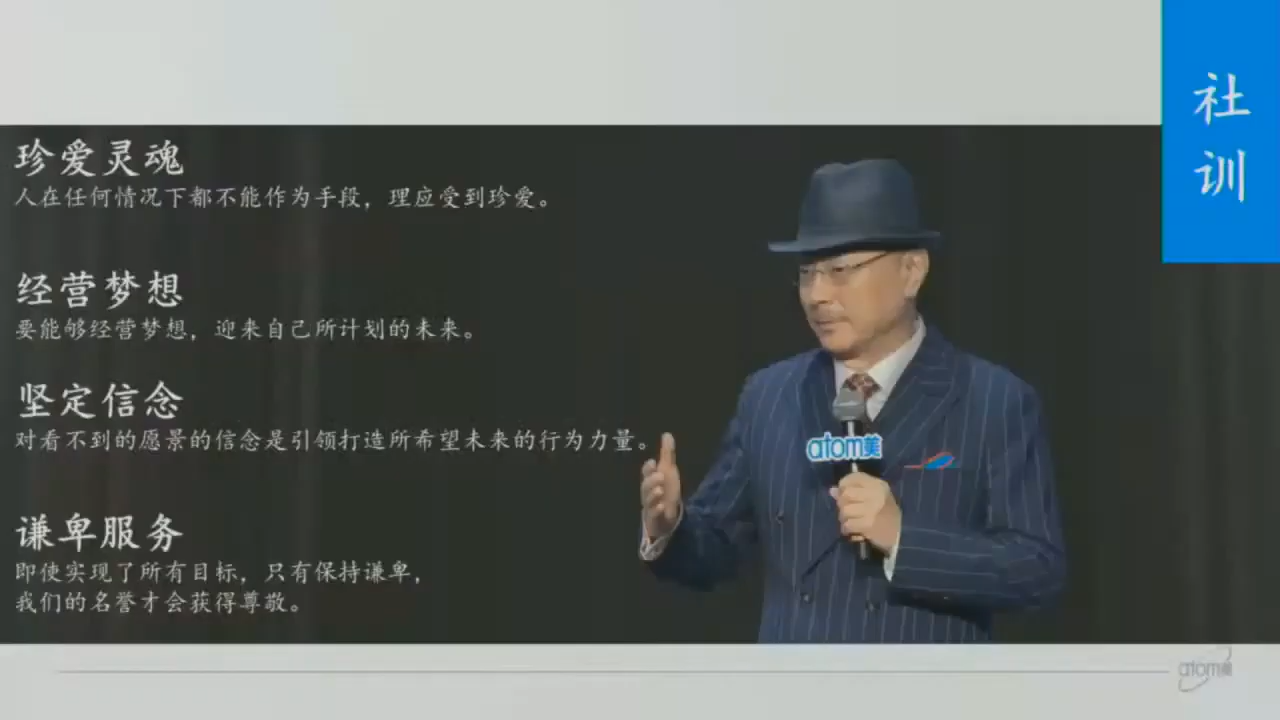 社训
珍爱灵魂
人在任何情况下都不能作为手段，理应受到珍爱。
经营梦想
要能够经营梦想，迎来自己所计划的未来。
坚定信念
对看不到的愿景的信念是引领打造所希望未来的行为力量。
谦卑服务
即使实现了所有目标，只有保持谦卑，
我们的名誉才会获得尊敬。
atom美
atom美